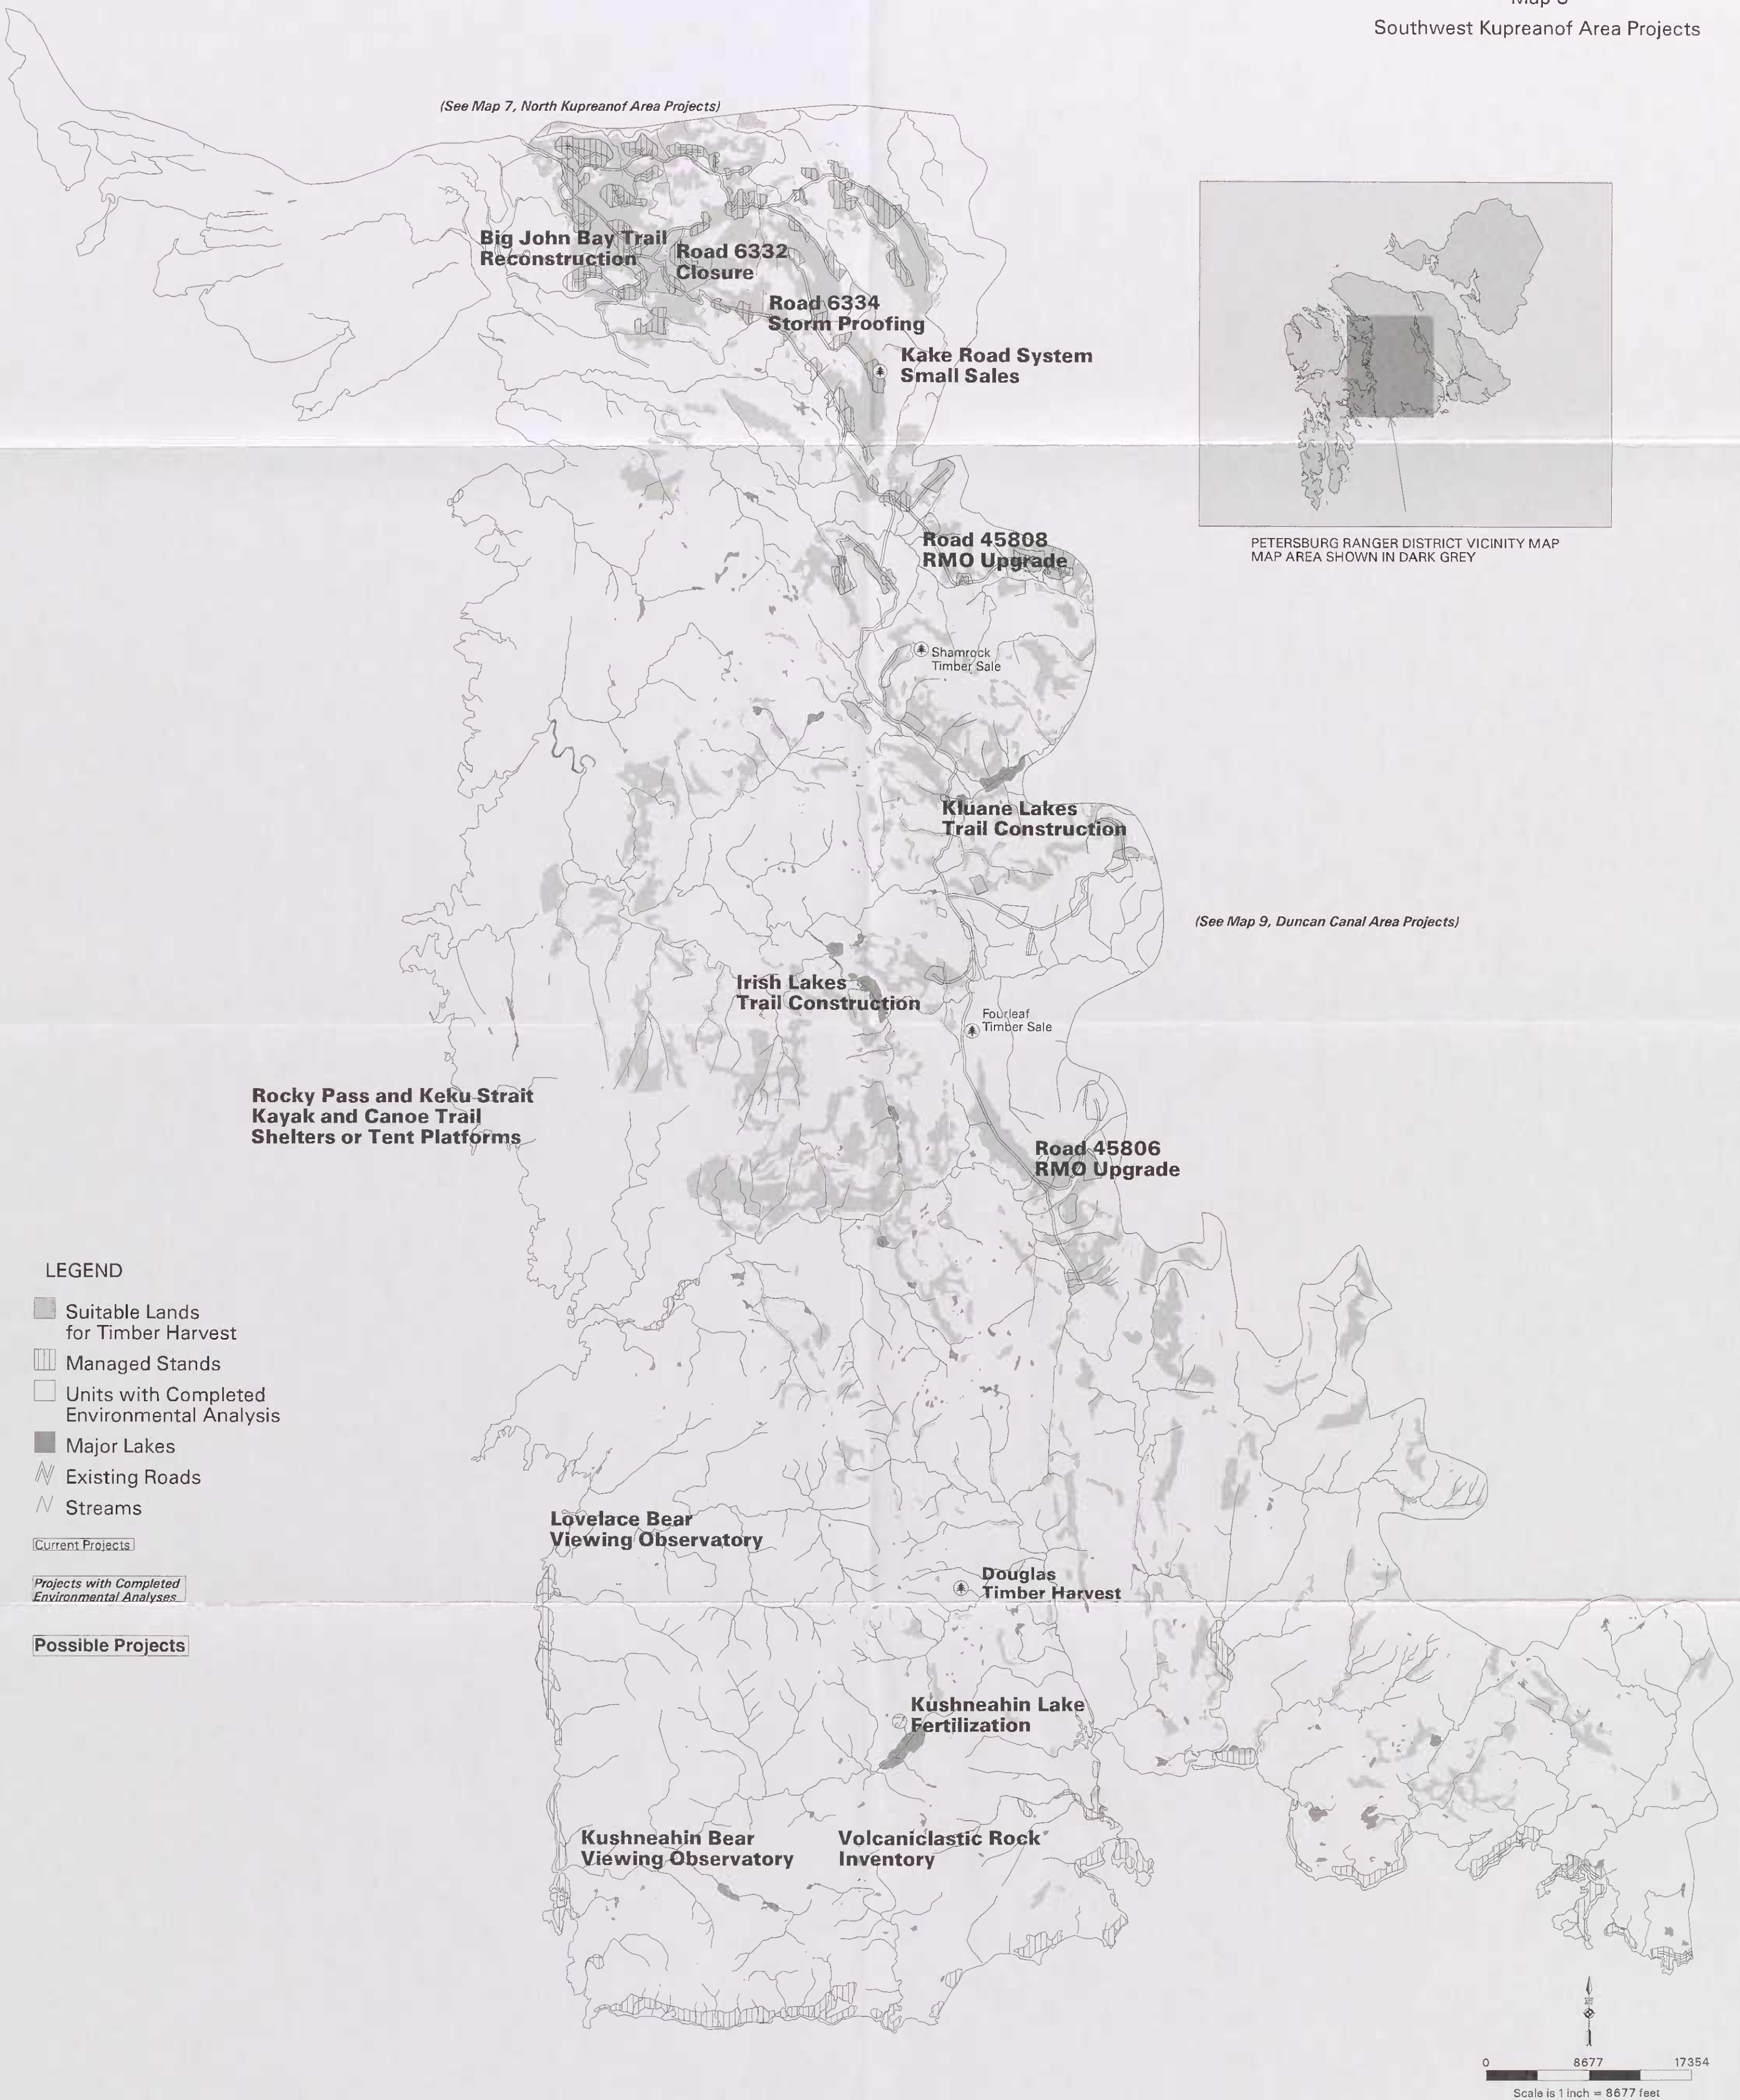 Southwest Kupreanof Area Projects
(See Map 7, North Kupreanof Area Projects)
Big John Bay Trail
Reconstruction
Road 6332
Closure
Road 6334
Storm Proofing
Kake Road System
Small Sales
PETERSBURG RANGER DISTRICT VICINITY MAP
MAP AREA SHOWN IN DARK GREY
Road 45808
RMO Upgrade
Shamrock
Timber Sale
Kluane Lakes
Trail Construction
(See Map 9, Duncan Canal Area Projects)
Irish Lakes
Trail Construction
Fourleaf
Timber Sale
Rocky Pass and Keku Strait
Kayak and Canoe Trail
Shelters or Tent Platforms
Road 45806
RMO Upgrade
LEGEND
Suitable Lands
for Timber Harvest
Managed Stands
Units with Completed
Environmental Analysis
Major Lakes
Existing Roads
Streams
Current Projects
Projects with Completed
Environmental Analyses
Possible Projects
Lovelace Bear
Viewing Observatory
Douglas
Timber Harvest
Kushneahin Lake
Fertilization
Kushneahin Bear
Viewing Observatory
Volcaniclastic Rock
Inventory
0 8677 17354
Scale is 1 inch = 8677 feet